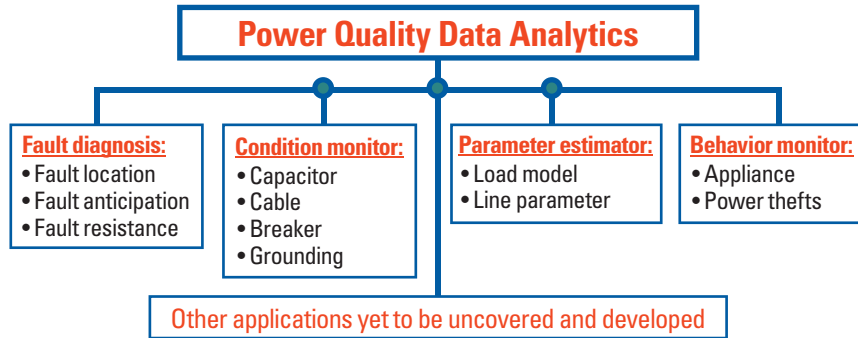 Power Quality Data Analytics
Fault diagnosis:
• Fault location
• Fault anticipation
• Fault resistance
Condition monitor:
• Capacitor
• Cable
• Breaker
• Grounding
Parameter estimator:
• Load model
• Line parameter
Behavior monitor:
• Appliance
• Power thefts
Other applications yet to be uncovered and developed